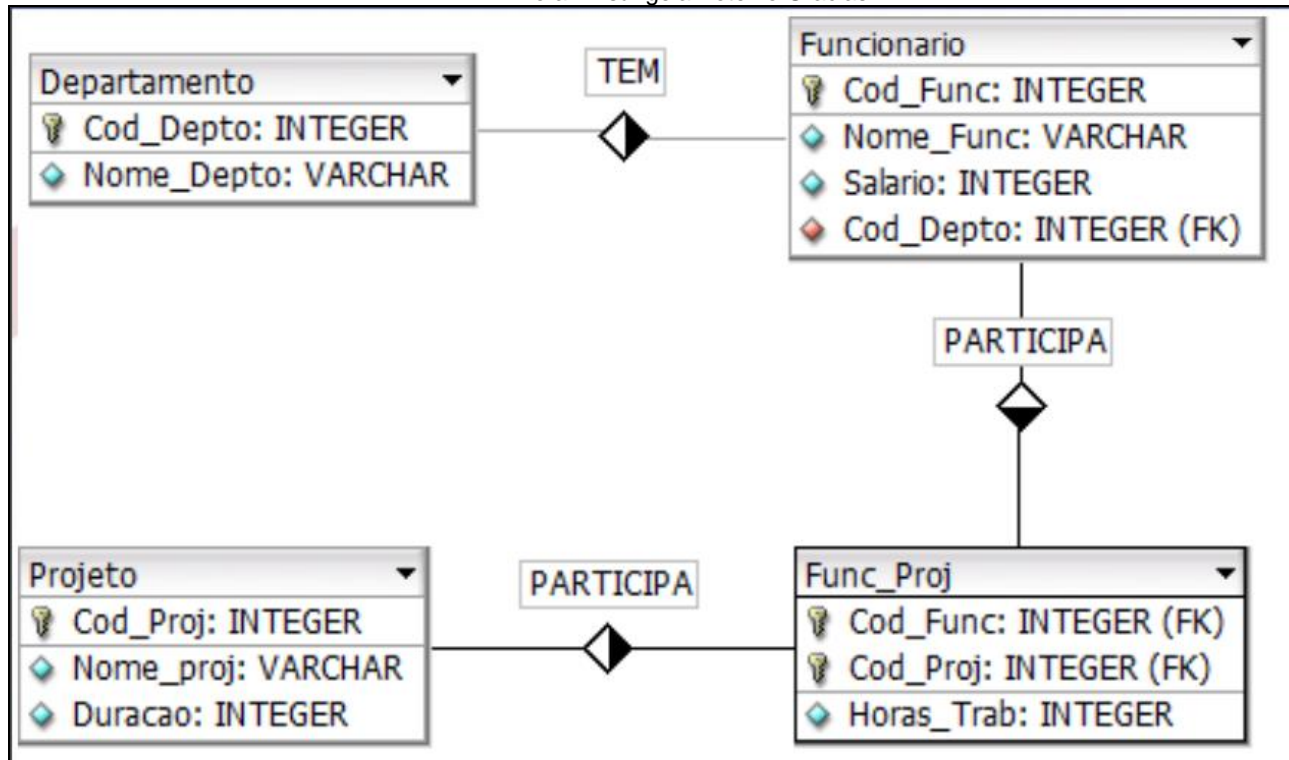 Departamento
Cod_Depto: INTEGER
Nome_Depto: VARCHAR
TEM
Funcionario
Cod_Func: INTEGER
Nome_Func: VARCHAR
Salario: INTEGER
Cod_Depto: INTEGER (FK)
PARTICIPA
Projeto
Cod_Proj: INTEGER
Nome_proj: VARCHAR
Duracao: INTEGER
PARTICIPA
Func_Proj
Cod_Func: INTEGER (FK)
Cod_Proj: INTEGER (FK)
Horas_Trab: INTEGER